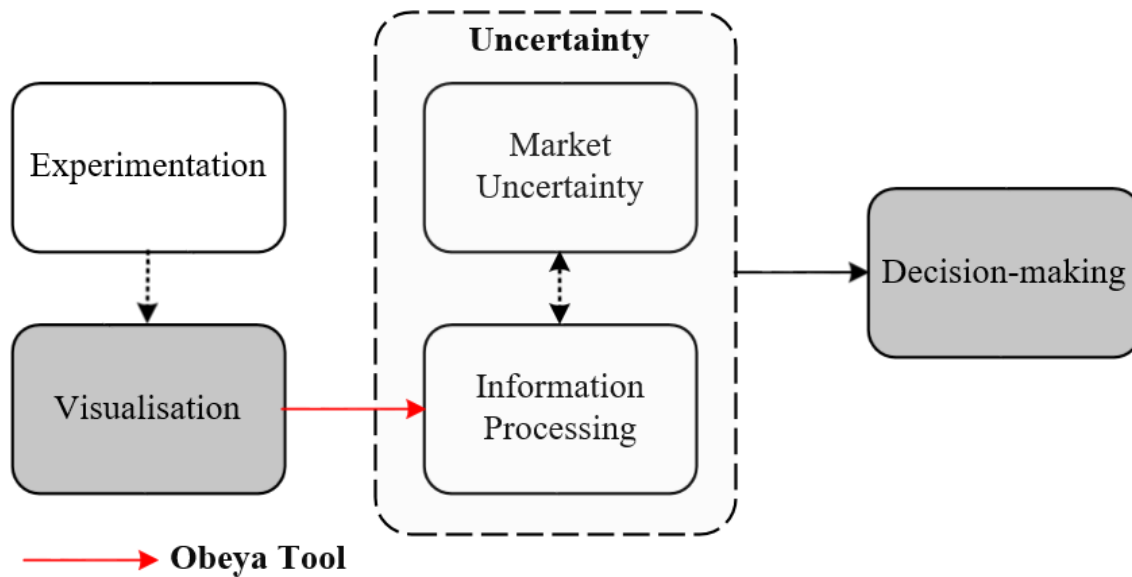 Uncertainty
Experimentation
Market
Uncertainty
Decision-making
Visualisation
Information
Processing
Obeya Tool